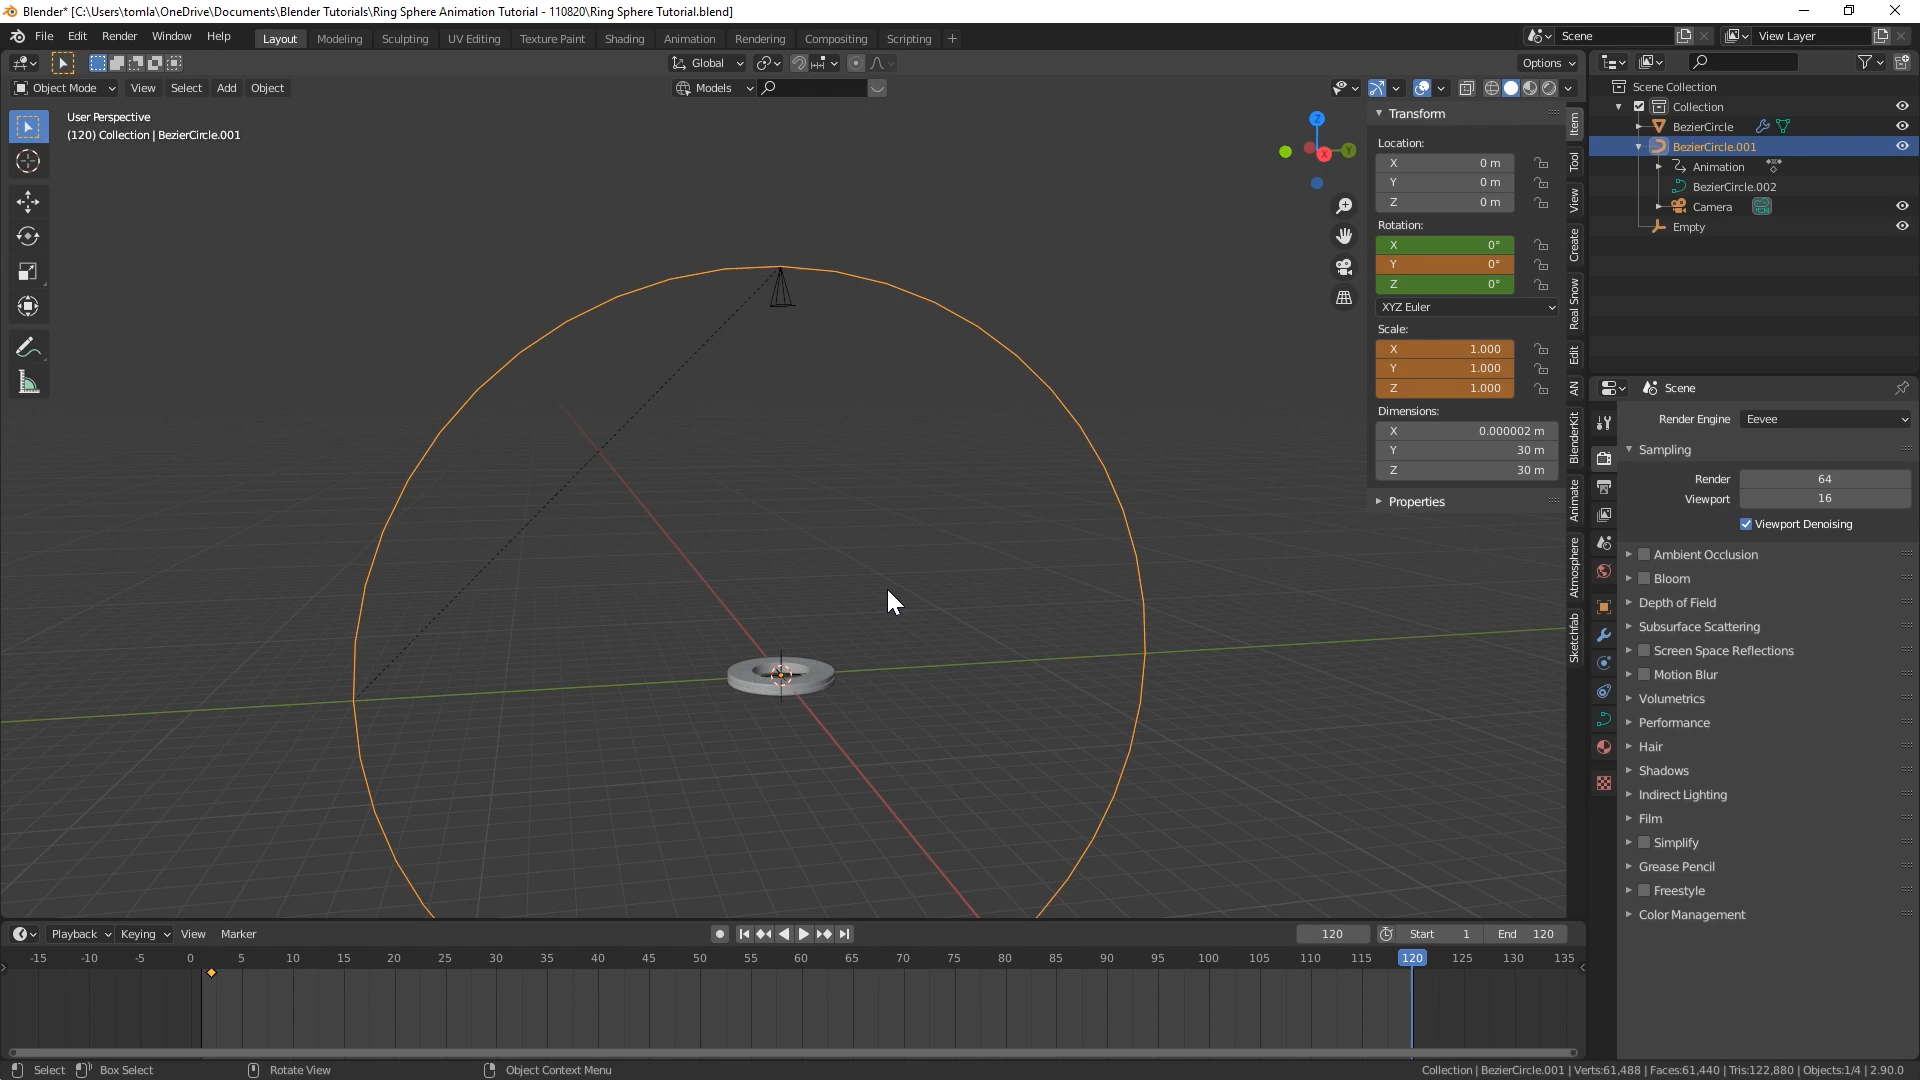 Blender* [C:\Users\tomla\OneDrive\Documents\Blender Tutorials\Ring Sphere Animation Tutorial - 110820\Ring Sphere Tutorial.blend]
File Edit Render Window Help Layout Modeling Sculpting UV Editing Texture Paint Shading Animation Rendering Compositing Scripting + Scene View Layer
Global Options
Object Mode View Select Add Object Models
User Perspective
(120) Collection | BezierCircle.001
Z
Y
X
Transform
Location:
X 0 m
Y 0 m
Z 0 m
Rotation:
X 0°
Y 0°
Z 0°
XYZ Euler
Scale:
X 1.000
Y 1.000
Z 1.000
Dimensions:
X 0.000002 m
Y 30 m
Z 30 m
Properties
Item
Tool
View
Create
Real Snow
Edit
AN
BlenderKit
Animate
Atmosphere
Sketchfab
Scene Collection
Collection
BezierCircle
BezierCircle.001
Animation
BezierCircle.002
Camera
Empty
Scene
Render Engine Eevee
Sampling
Render 64
Viewport 16
Viewport Denoising
Ambient Occlusion
Bloom
Depth of Field
Subsurface Scattering
Screen Space Reflections
Motion Blur
Volumetrics
Performance
Hair
Shadows
Indirect Lighting
Film
Simplify
Grease Pencil
Freestyle
Color Management
Playback Keying View Marker 120 Start 1 End 120
-15 -10 -5 0 5 10 15 20 25 30 35 40 45 50 55 60 65 70 75 80 85 90 95 100 105 110 115 120 125 130 135
Select Box Select Rotate View Object Context Menu Collection | BezierCircle.001 | Verts:61,488 | Faces:61,440 | Tris:122,880 | Objects:1/4 | 2.90.0